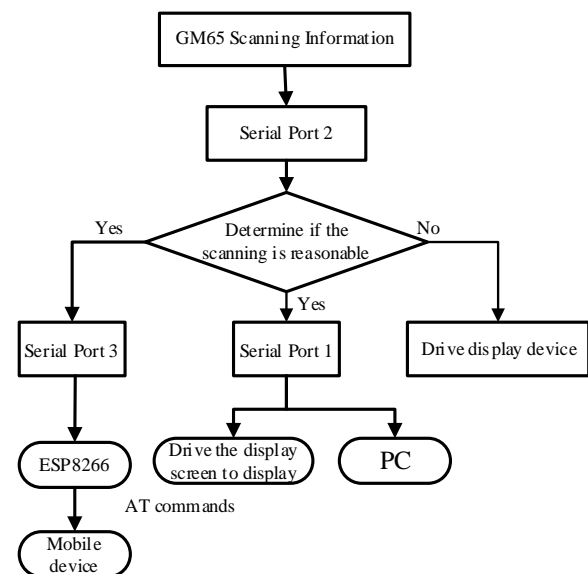 GM65 Scanning Information
Serial Port 2
Yes
Determine if the
scanning is reasonable
No
Yes
Serial Port 3
Serial Port 1
Drive display device
ESP8266
Drive the display
screen to display
PC
AT commands
Mobile
device